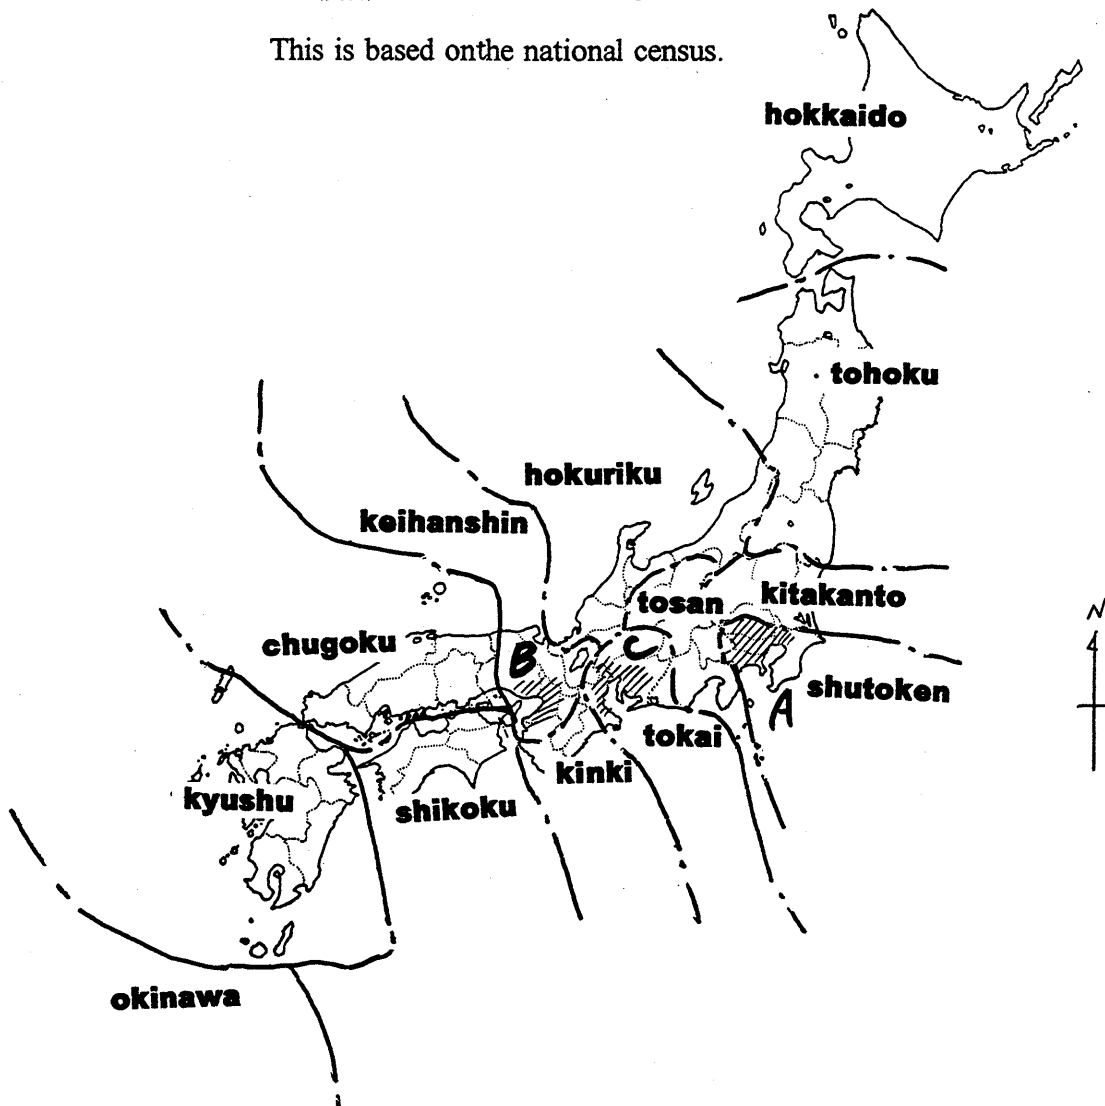 This is based onthe national census.
hokkaido
tohoku
hokuriku
keihanshin
tosan
kitakanto
N
chugoku
B
C
shutoken
A
tokai
kinki
kyushu
shikoku
okinawa